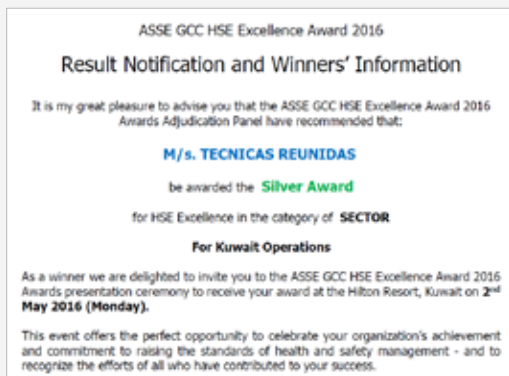 ASSE GCC HSE Excellence Award 2016
Result Notification and Winners' Information
It is my great pleasure to advise you that the ASSE GCC HSE Excellence Award 2016
Awards Adjudication Panel have recommended that:
M/s. TECNICAS REUNIDAS
be awarded the Silver Award
for HSE Excellence in the category of SECTOR
For Kuwait Operations
As a winner we are delighted to invite you to the ASSE GCC HSE Excellence Award 2016
Awards presentation ceremony to receive your award at the Hilton Resort, Kuwait on 2nd
May 2016 (Monday).
This event offers the perfect opportunity to celebrate your organization's achievement
and commitment to raising the standards of health and safety management - and to
recognize the efforts of all who have contributed to your success.